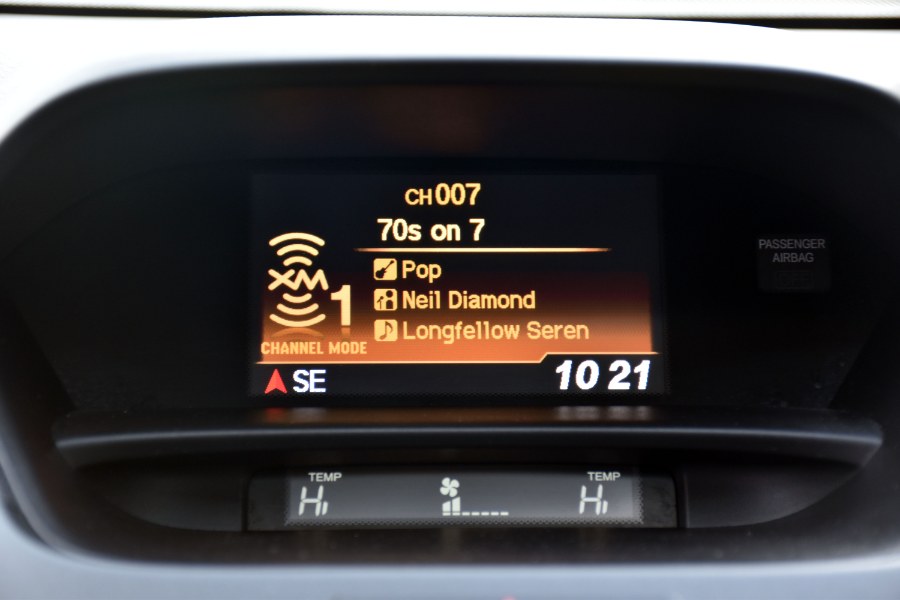 CH007
70s on 7
XM 1
Pop
Neil Diamond
Longfellow Seren
CHANNEL MODE
SE
10 21
PASSENGER
AIRBAG
TEMP
TEMP
Hi
Hi